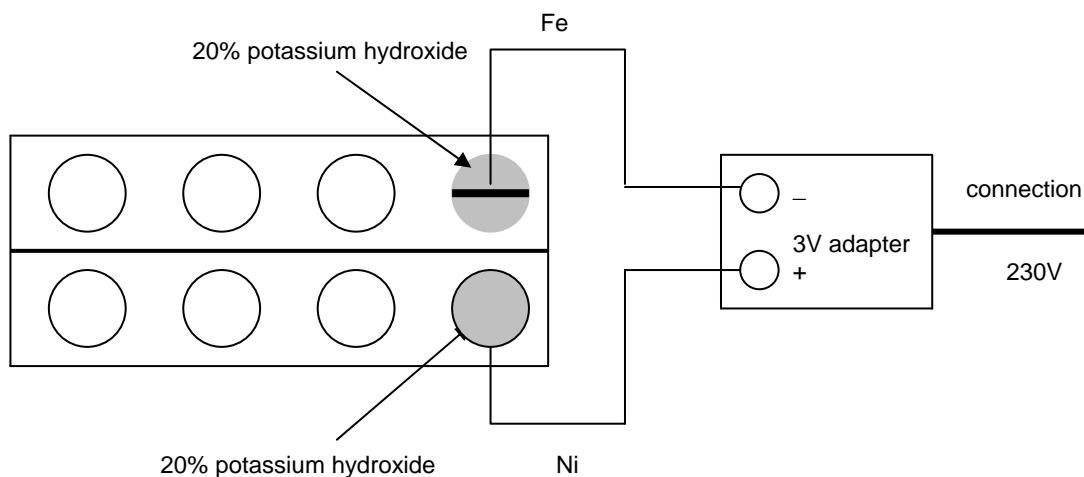 Fe
20% potassium hydroxide
–
connection
3V adapter
+
230V
20% potassium hydroxide
Ni